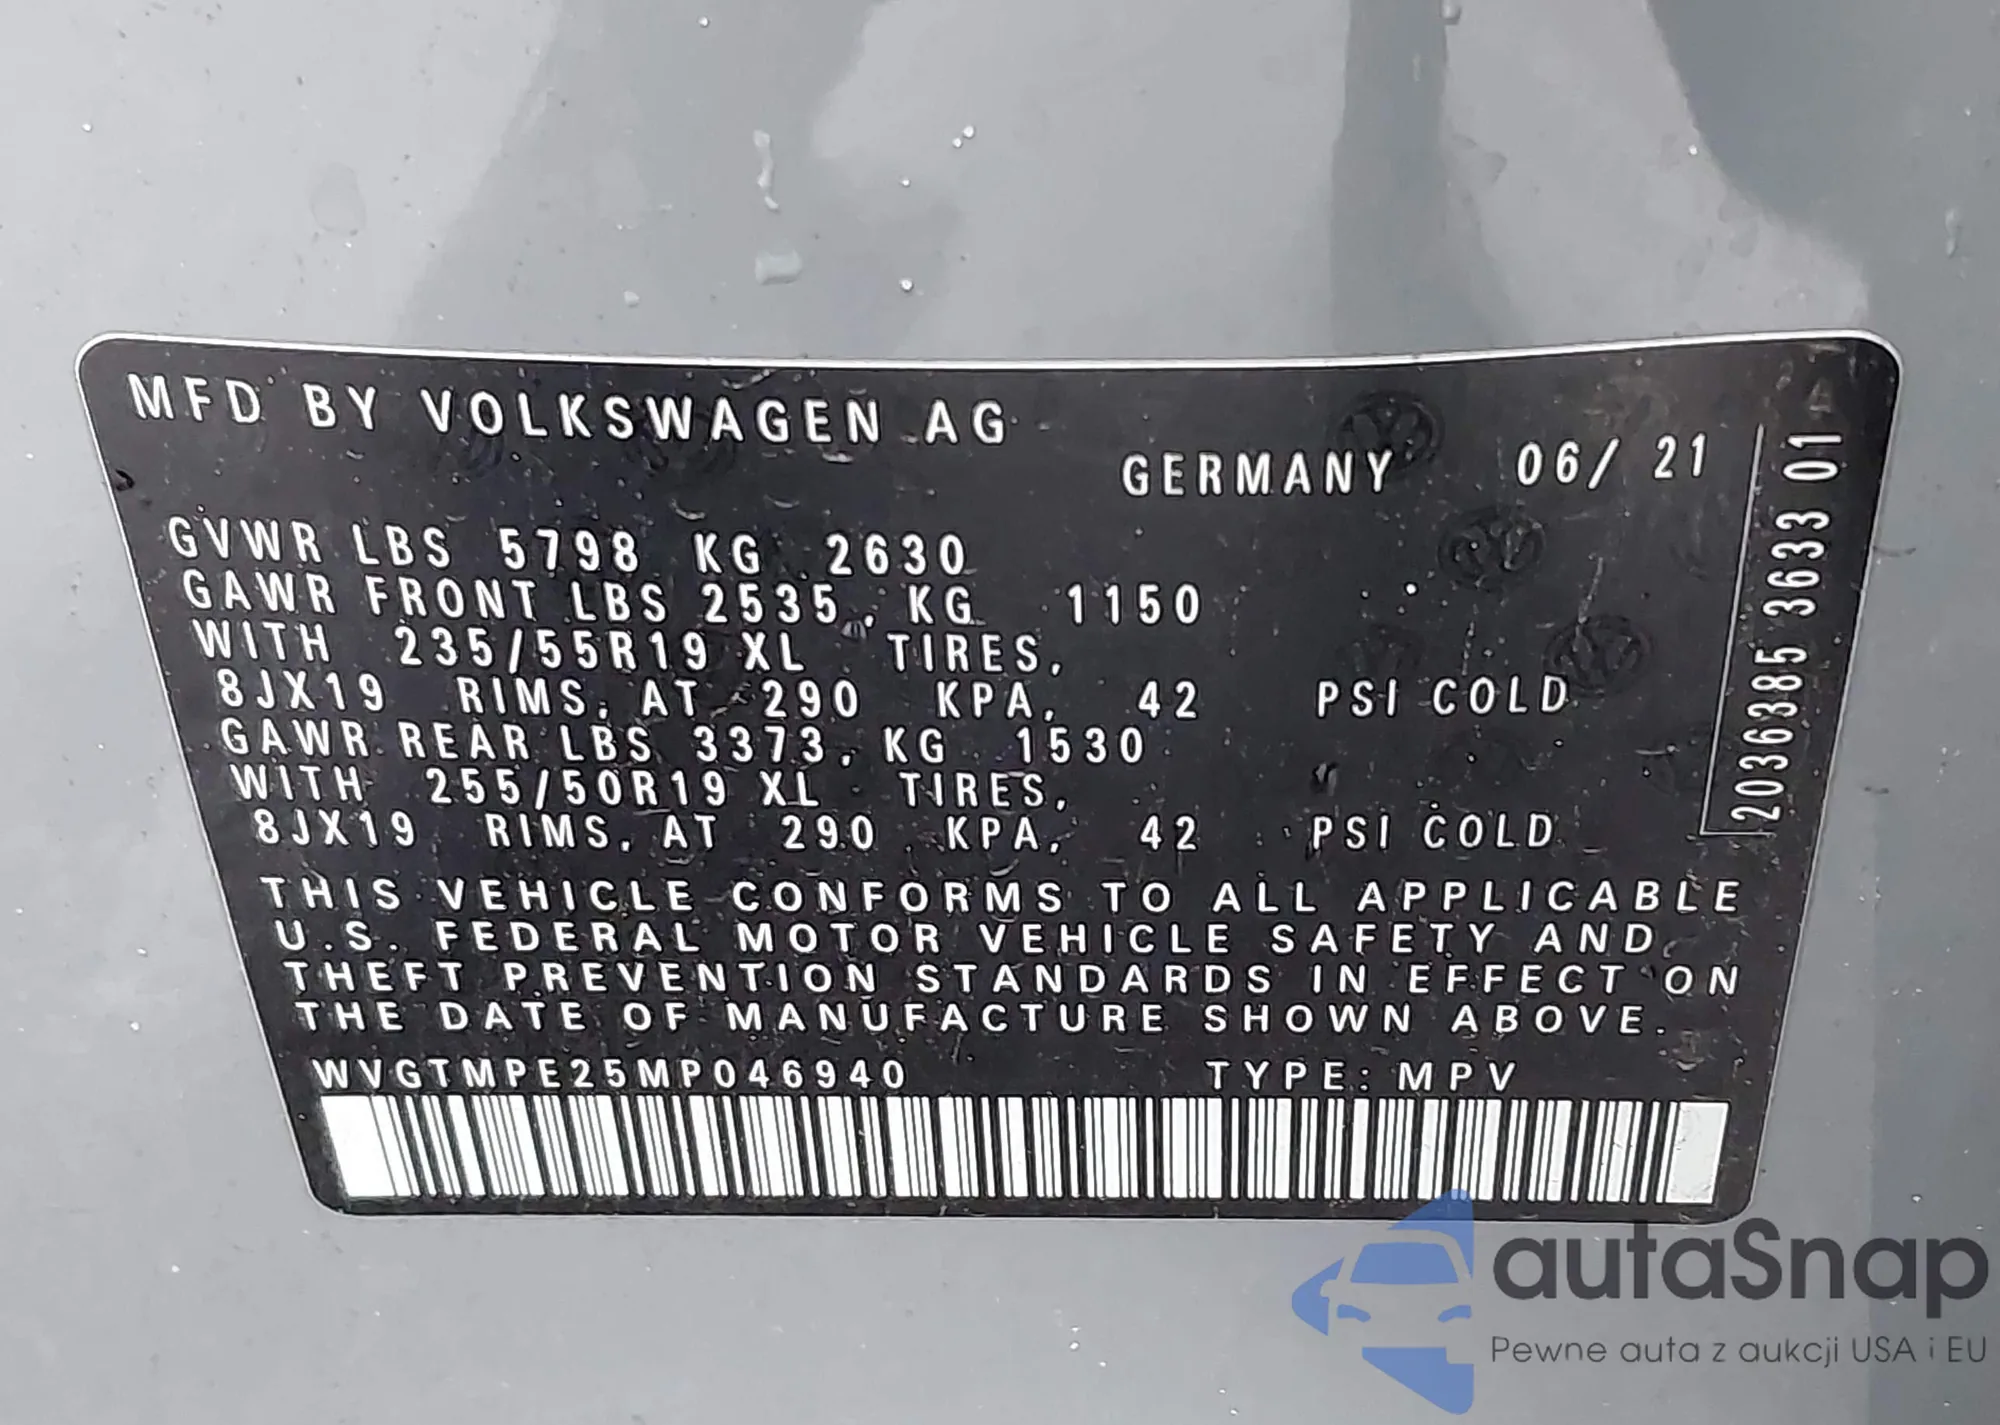 MFD BY VOLKSWAGEN AG
GERMANY 06/ 21
GVWR LBS 5798 KG 2630
GAWR FRONT LBS 2535, KG 1150
WITH 235/55R19 XL TIRES,
8JX19 RIMS, AT 290 KPA, 42 PSI COLD
GAWR REAR LBS 3373, KG 1530
WITH 255/50R19 XL TIRES,
8JX19 RIMS, AT 290 KPA, 42 PSI COLD
THIS VEHICLE CONFORMS TO ALL APPLICABLE
U.S. FEDERAL MOTOR VEHICLE SAFETY AND
THEFT PREVENTION STANDARDS IN EFFECT ON
THE DATE OF MANUFACTURE SHOWN ABOVE.
WVGTMPE25MP046940 TYPE: MPV
2036385 3633 01
autaSnap
Pewne auta z aukcji USA i EU